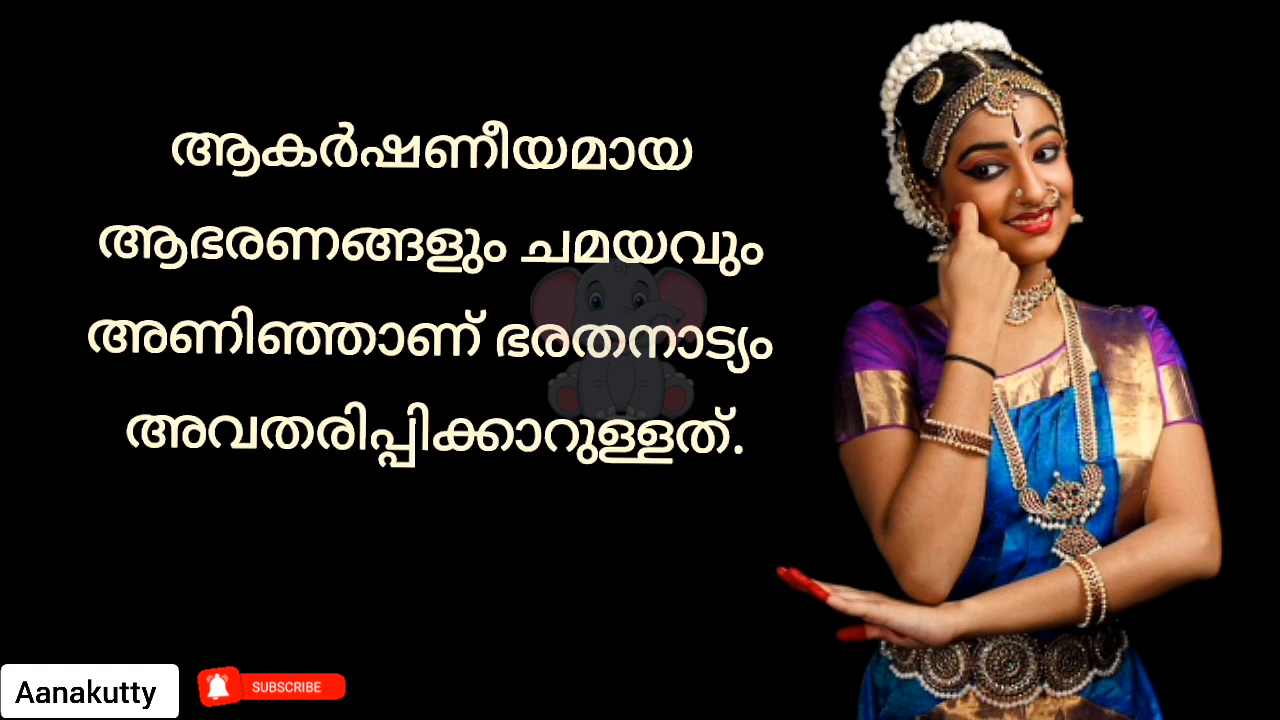 ആകർഷണീയമായ
ആഭരണങ്ങളും ചമയവും
അണിഞ്ഞാണ് ഭരതനാട്യം
അവതരിപ്പിക്കാറുള്ളത്.
Aanakutty
SUBSCRIBE